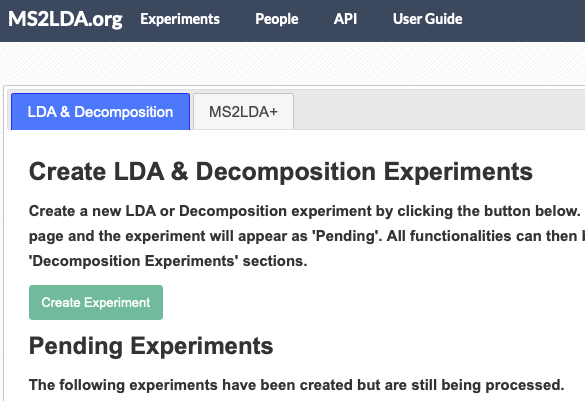 MS2LDA.org Experiments People API User Guide
LDA & Decomposition MS2LDA+
Create LDA & Decomposition Experiments
Create a new LDA or Decomposition experiment by clicking the button below.
page and the experiment will appear as 'Pending'. All functionalities can then
'Decomposition Experiments' sections.
Create Experiment
Pending Experiments
The following experiments have been created but are still being processed.